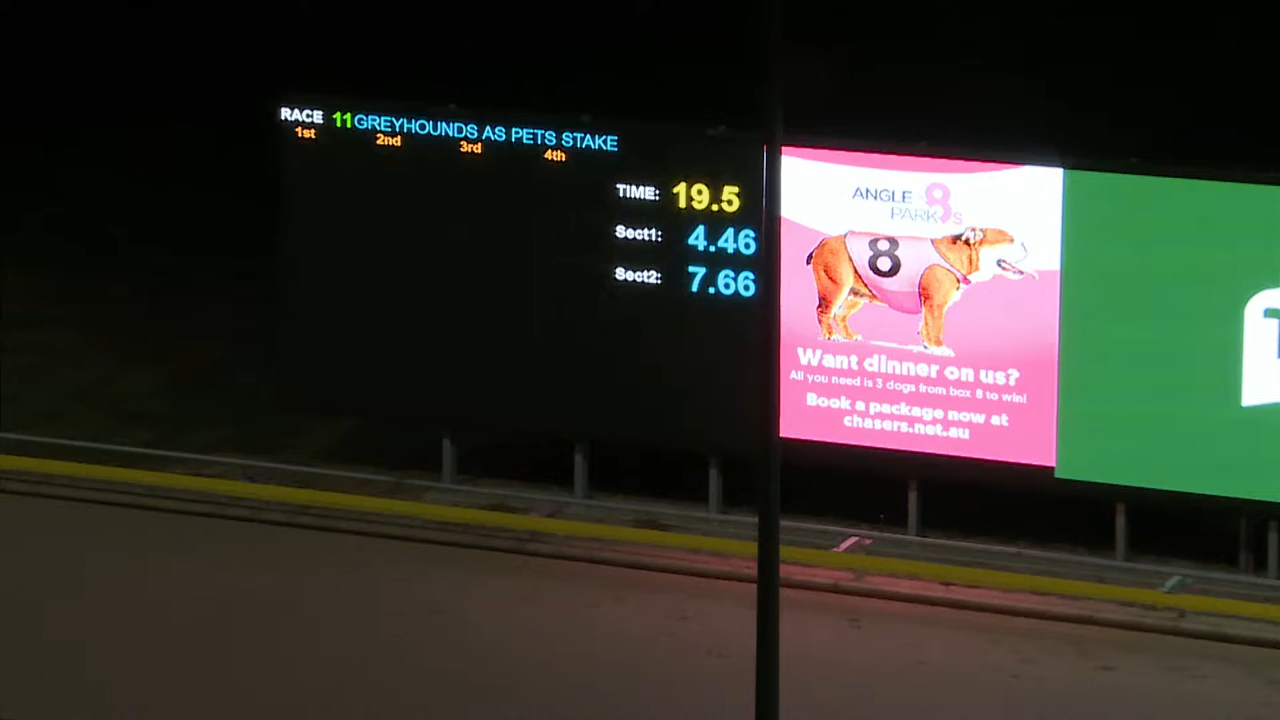 RACE 11 GREYHOUNDS AS PETS STAKE
1st 2nd 3rd 4th
TIME: 19.5
Sect1: 4.46
Sect2: 7.66
ANGLE 8
PARK S
8
Want dinner on us?
All you need is 3 dogs from box 8 to win!
Book a package now at
chasers.net.au